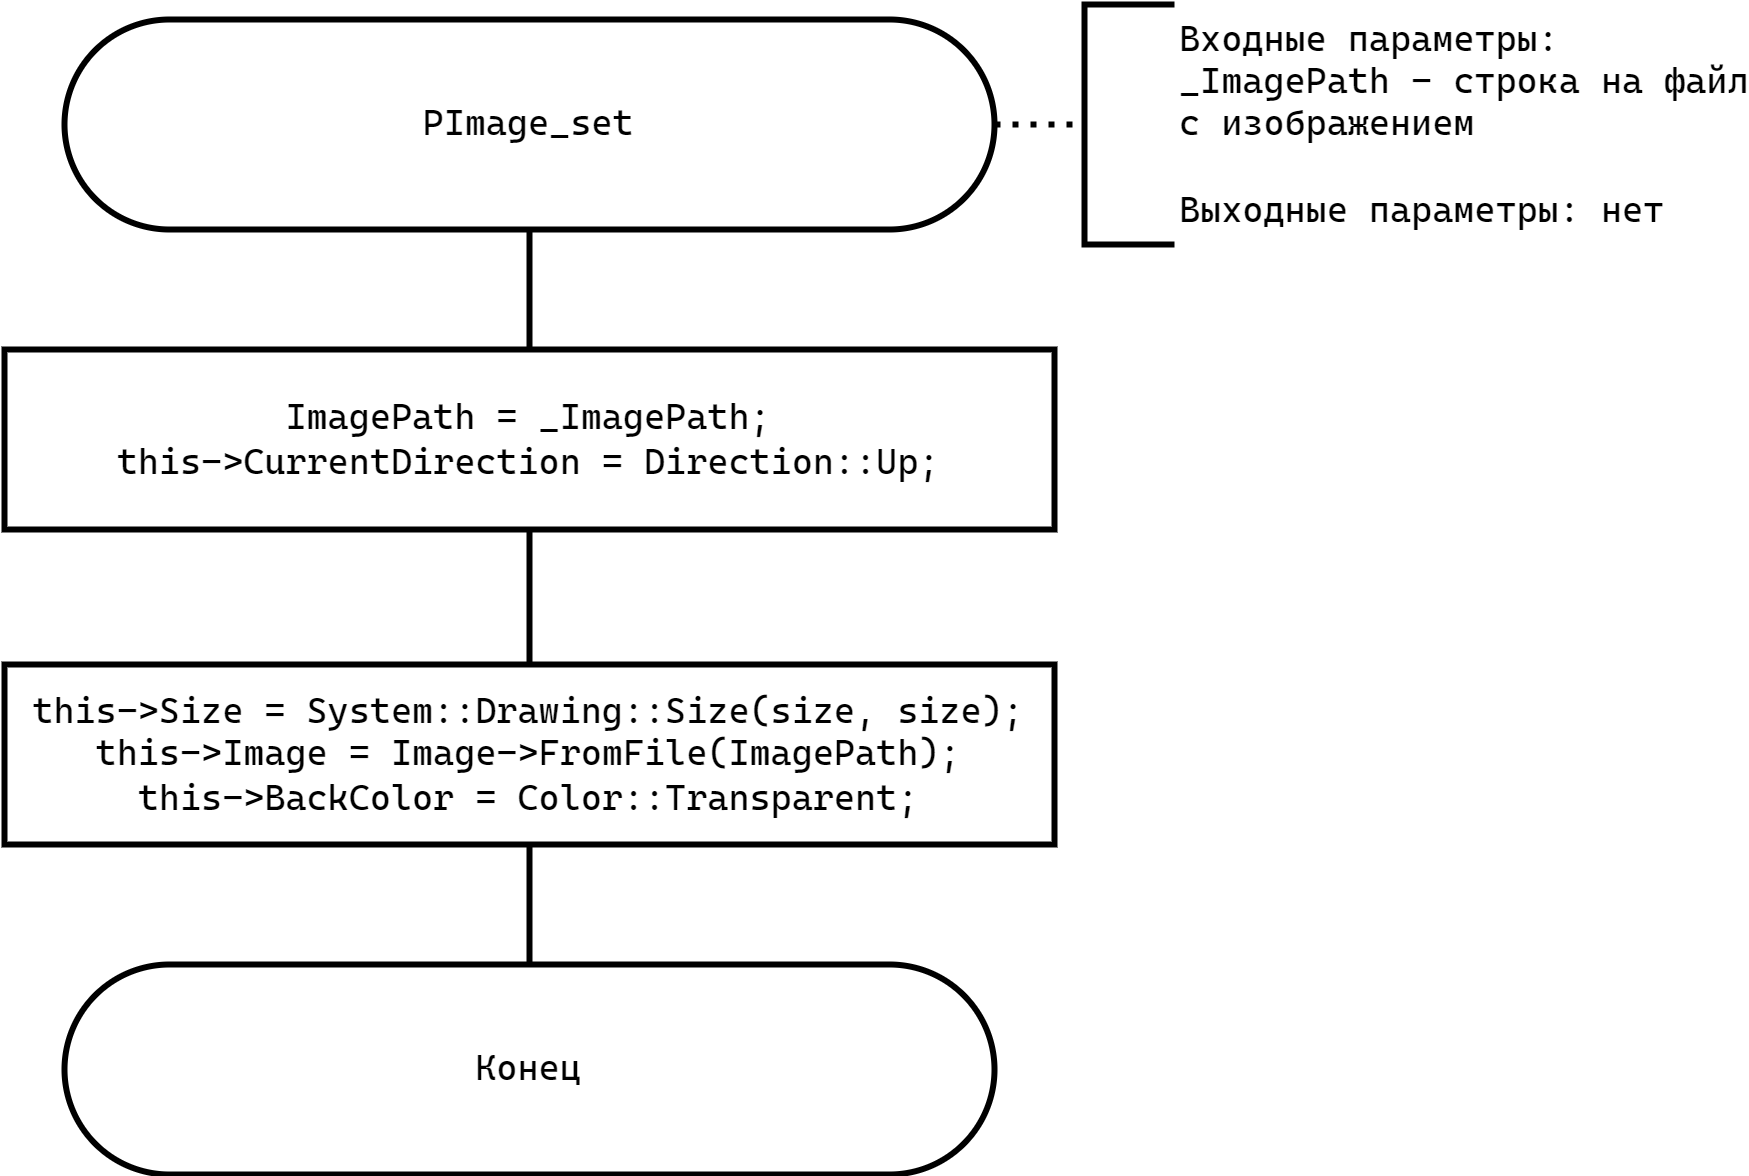 PImage_set
Входные параметры:
_ImagePath - строка на файл
с изображением
Выходные параметры: нет
ImagePath = _ImagePath;
this->CurrentDirection = Direction::Up;
this->Size = System::Drawing::Size(size, size);
this->Image = Image->FromFile(ImagePath);
this->BackColor = Color::Transparent;
Конец